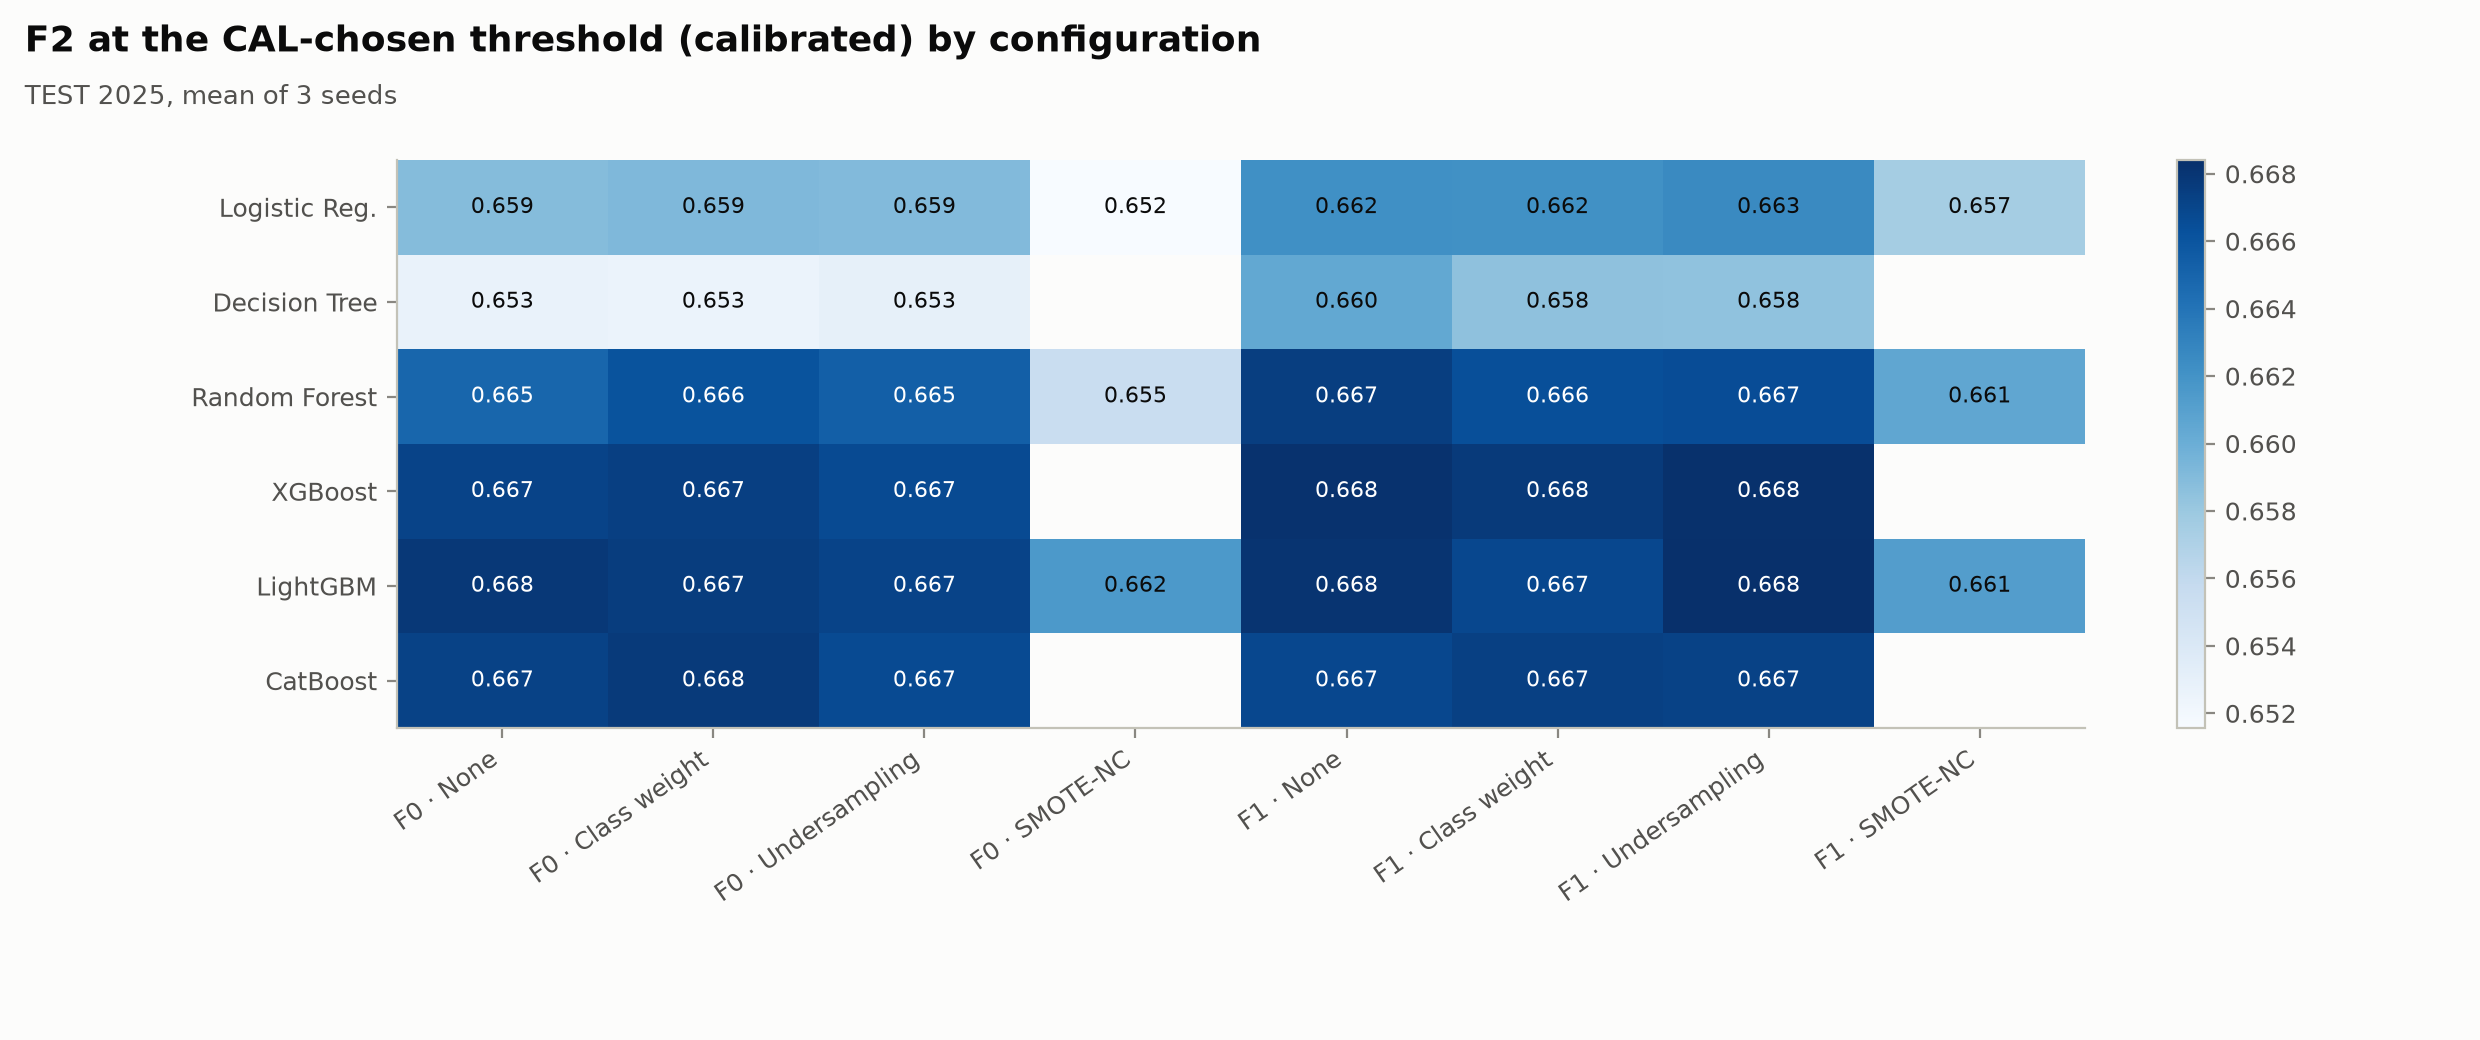 F2 at the CAL-chosen threshold (calibrated) by configuration
TEST 2025, mean of 3 seeds
Logistic Reg. 0.659 0.659 0.659 0.652 0.662 0.662 0.663 0.657
Decision Tree 0.653 0.653 0.653 0.660 0.658 0.658
Random Forest 0.665 0.666 0.665 0.655 0.667 0.666 0.667 0.661
XGBoost 0.667 0.667 0.667 0.668 0.668 0.668
LightGBM 0.668 0.667 0.667 0.662 0.668 0.667 0.668 0.661
CatBoost 0.667 0.668 0.667 0.667 0.667 0.667
F0 · None
F0 · Class weight
F0 · Undersampling
F0 · SMOTE-NC
F1 · None
F1 · Class weight
F1 · Undersampling
F1 · SMOTE-NC
0.668
0.666
0.664
0.662
0.660
0.658
0.656
0.654
0.652